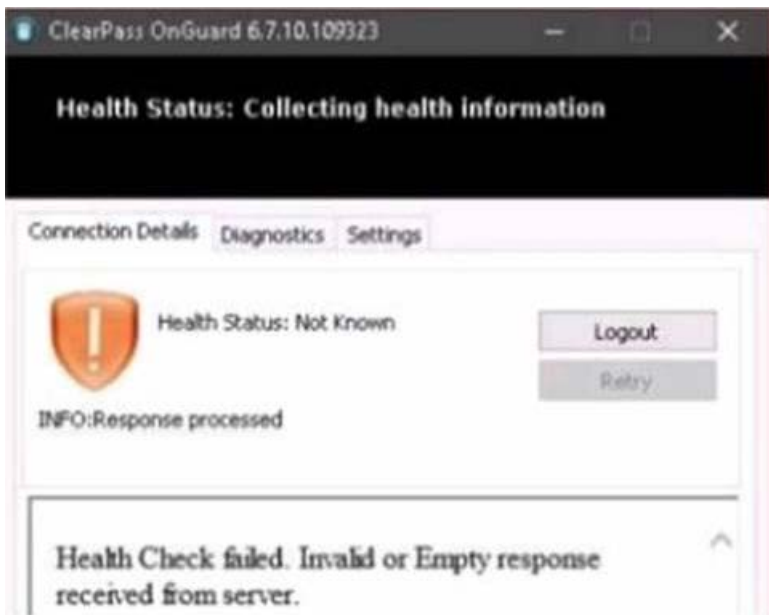 ClearPass OnGuard 6.7.10.109323
Health Status: Collecting health information
Connection Details Diagnostics Settings
Health Status: Not Known
Logout
Retry
INFO:Response processed
Health Check failed. Invalid or Empty response
received from server.